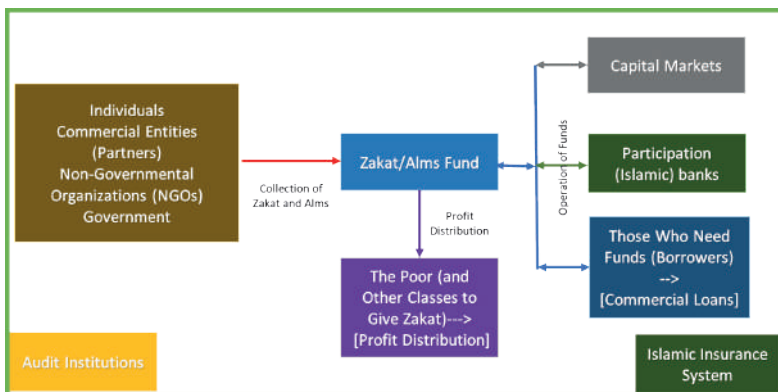 Individuals
Commercial Entities
(Partners)
Non-Governmental
Organizations (NGOs)
Government
Collection of
Zakat and Alms
Zakat/Alms Fund
Profit
Distribution
The Poor (and
Other Classes to
Give Zakat)--->
[Profit Distribution]
Operation of Funds
Capital Markets
Participation
(Islamic) banks
Those Who Need
Funds (Borrowers)
-->
[Commercial Loans]
Audit Institutions
Islamic Insurance
System